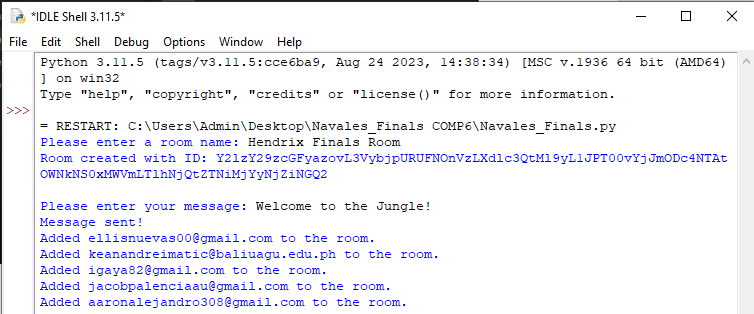 *IDLE Shell 3.11.5*
File Edit Shell Debug Options Window Help
Python 3.11.5 (tags/v3.11.5:cce6ba9, Aug 24 2023, 14:38:34) [MSC v.1936 64 bit (AMD64)
] on win32
Type "help", "copyright", "credits" or "license()" for more information.
>>>
= RESTART: C:\Users\Admin\Desktop\Navales_Finals COMP6\Navales_Finals.py
Please enter a room name: Hendrix Finals Room
Room created with ID: Y2lzY29zcGFyazovL3VybjpURUFNOnVzLXdlc3QtMl9yL1JPT00vYjJmODc4NTAt
OWNkNS0xMWVmLTlhNjQtZTNiMjYyNjZiNGQ2
Please enter your message: Welcome to the Jungle!
Message sent!
Added ellisnuevas00@gmail.com to the room.
Added keanandreimatic@baliuagu.edu.ph to the room.
Added igaya82@gmail.com to the room.
Added jacobpalenciaau@gmail.com to the room.
Added aaronalejandro308@gmail.com to the room.